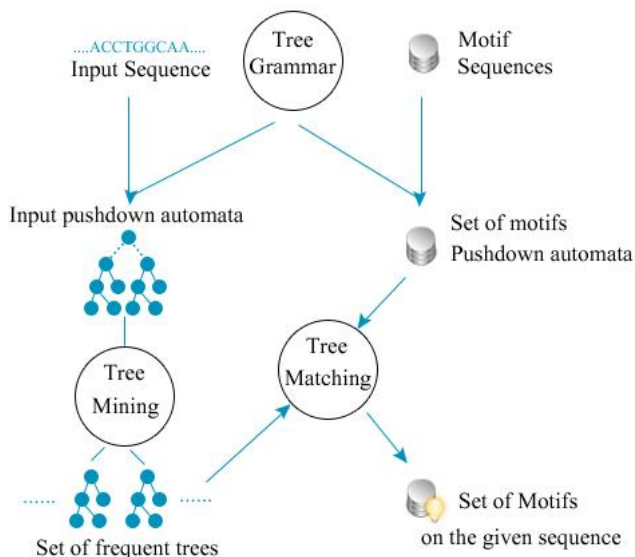 ....ACCTGGCAA....
Input Sequence
Tree
Grammar
Motif
Sequences
Input pushdown automata
Set of motifs
Pushdown automata
Tree
Mining
Tree
Matching
Set of frequent trees
Set of Motifs
on the given sequence